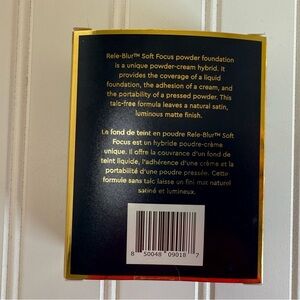 Rele-Blur™ Soft Focus powder foundation
is a unique powder-cream hybrid. It
provides the coverage of a liquid
foundation, the adhesion of a cream, and
the portability of a pressed powder. This
talc-free formula leaves a natural satin,
luminous matte finish.
Le fond de teint en poudre Rele-Blur™ Soft
Focus est un hybride poudre-crème
unique. Il offre la couvrance d'un fond de
teint liquide, l'adhérence d'une crème et la
portabilité d'une poudre pressée. Cette
formule sans talc laisse un fini mat naturel
satiné et lumineux.
8 50048 09018 7